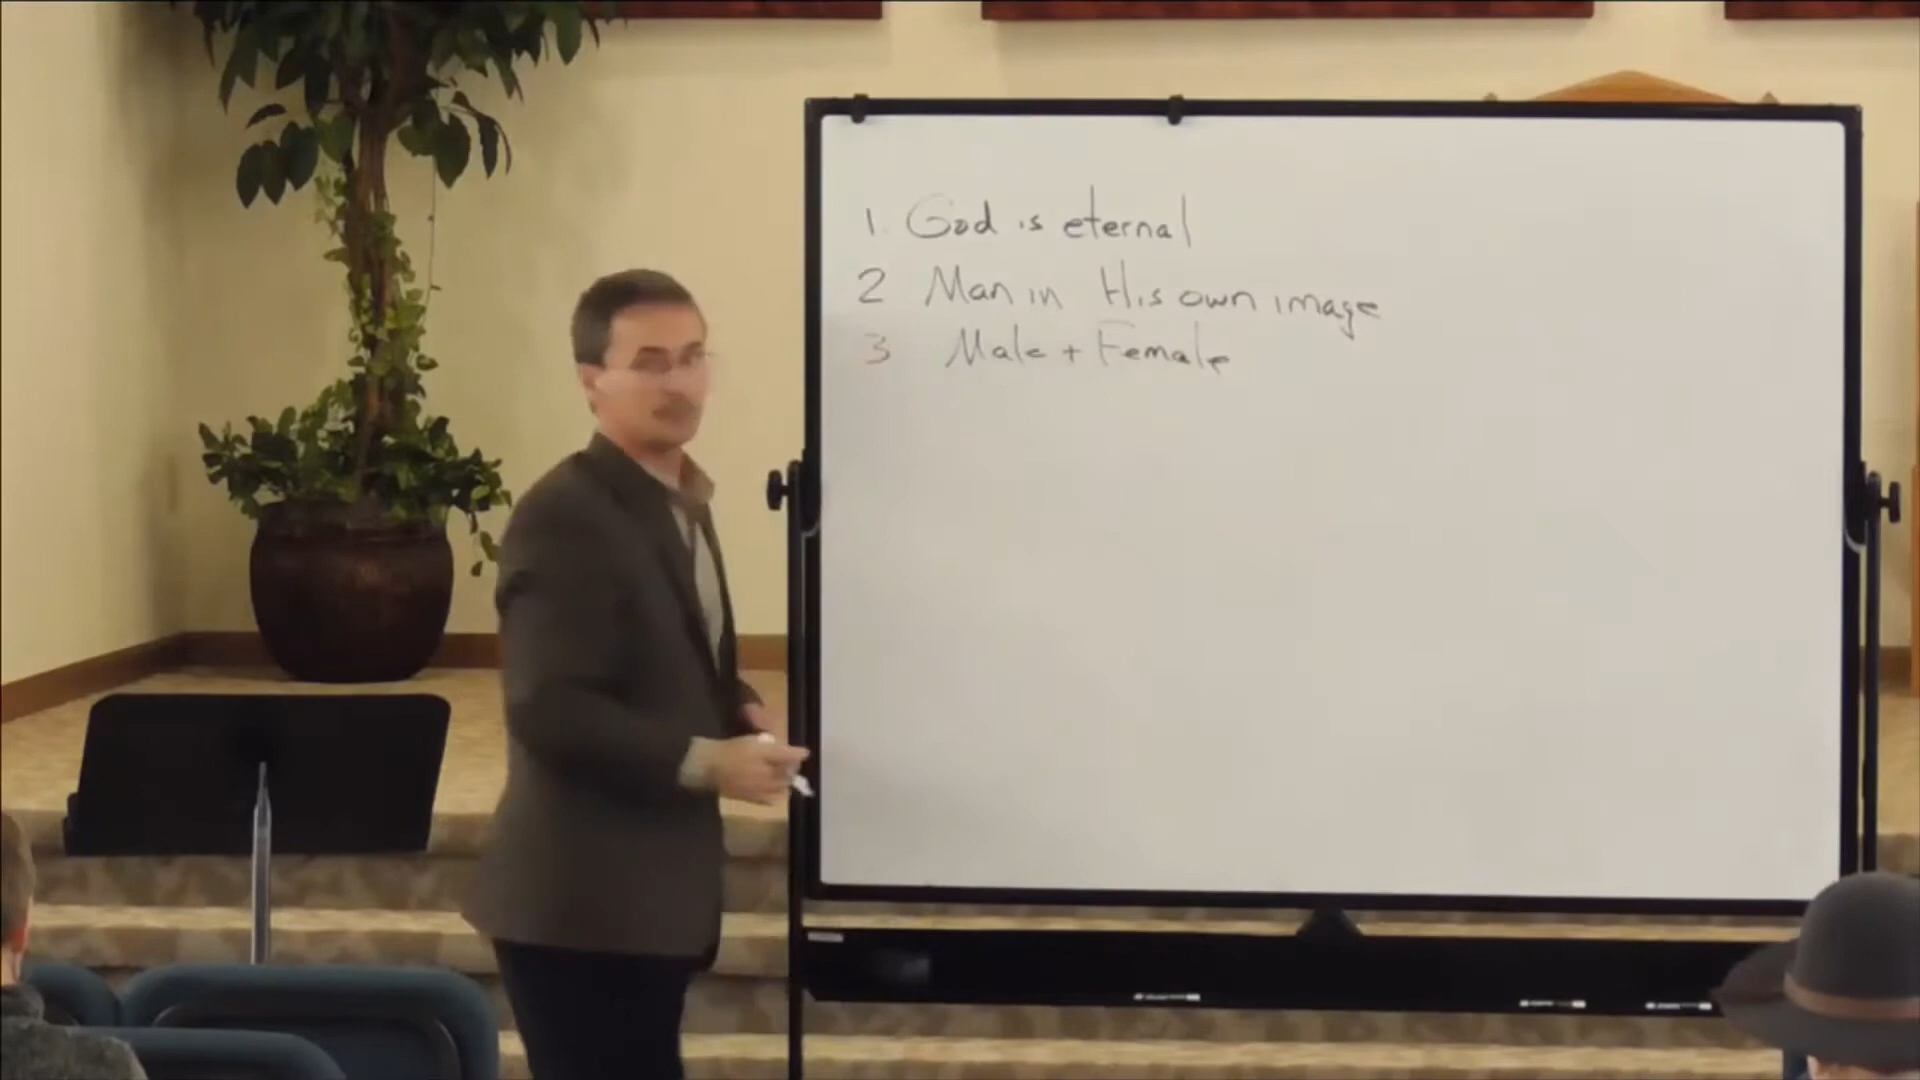 1. God is eternal
2 Man in His own image
3 Male + Female